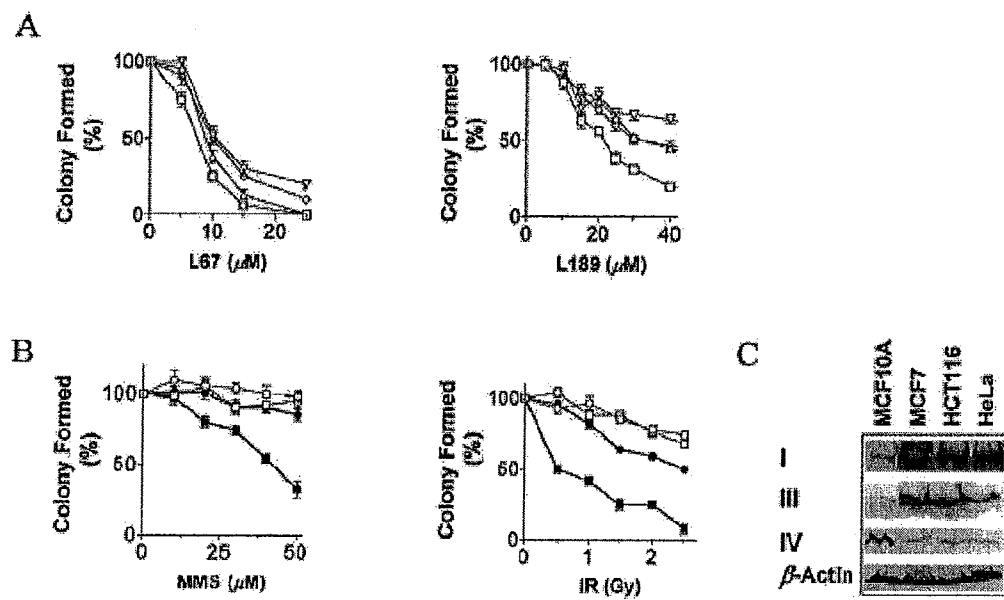 A
Colony Formed
(%)
100
50
0
0
10
20
L67 (μM)
Colony Formed
(%)
100
50
0
0
10
20
30
40
L189 (μM)
B
Colony Formed
(%)
100
50
0
0
25
50
MMS (μM)
Colony Formed
(%)
100
50
0
0
1
2
IR (Gy)
C
MCF10A
MCF7
HCT116
HeLa
I
III
IV
β-Actin